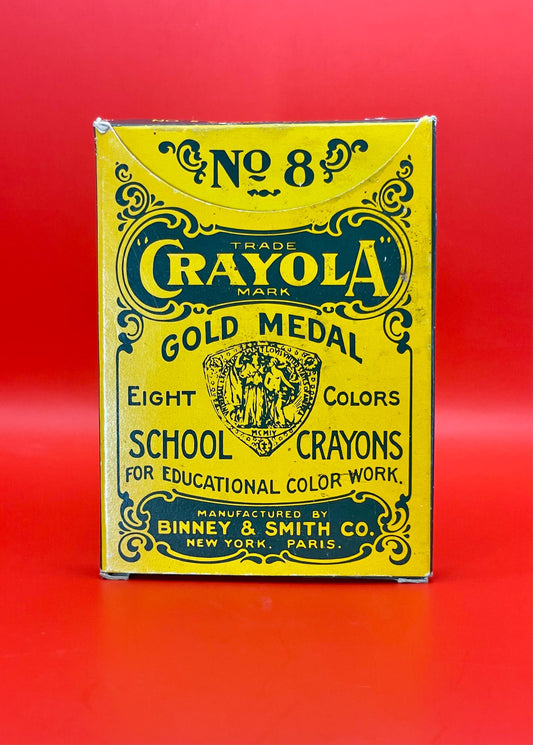 No 8
TRADE
"CRAYOLA"
MARK
GOLD MEDAL
EIGHT COLORS
MCMIV
SCHOOL CRAYONS
FOR EDUCATIONAL COLOR WORK.
MANUFACTURED BY
BINNEY & SMITH CO.
NEW YORK, PARIS.